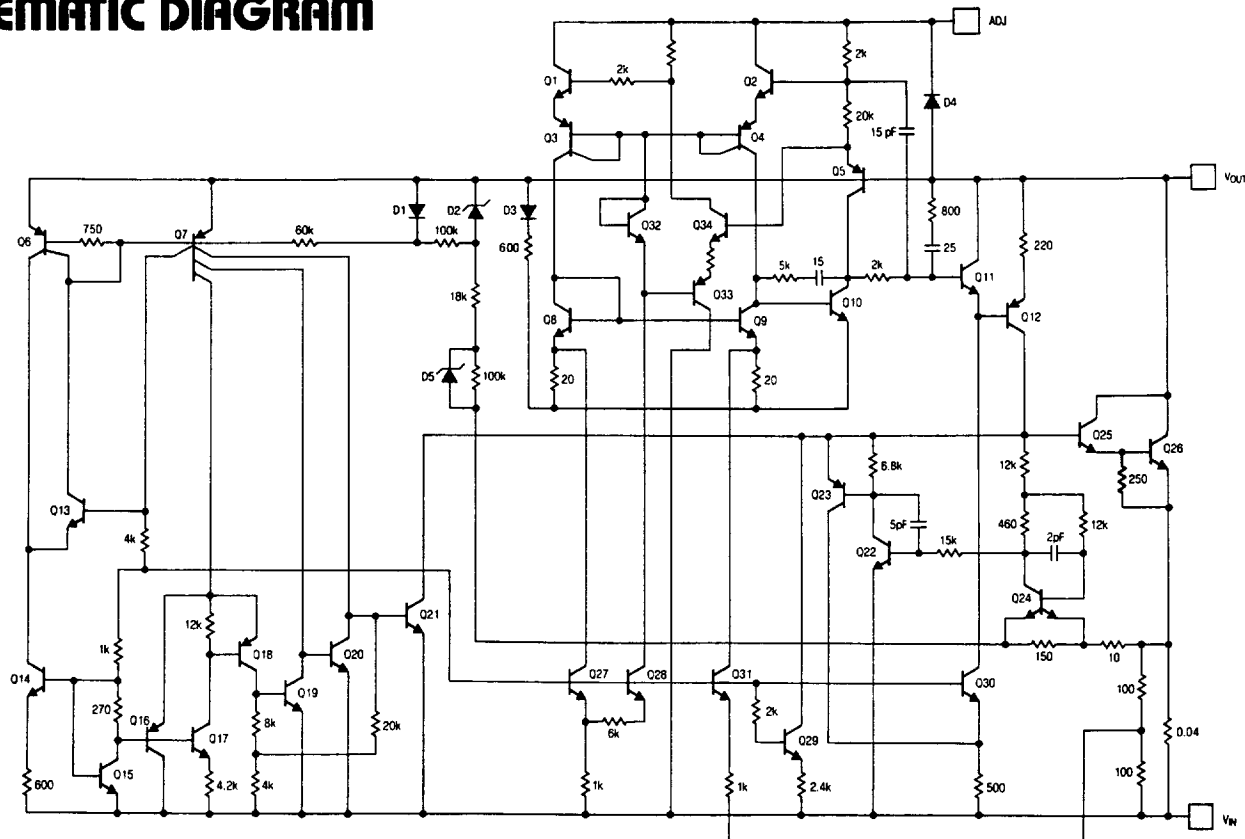 EMATIC DIAGRAM
ADJ
Q1
2k
Q2
2k
D4
Q3
Q4
20k
15 pF
Q5
VOUT
Q6
750
Q7
60k
D1
D2
100k
D3
600
Q32
Q34
800
25
220
18k
5k
15
2k
Q11
Q33
Q8
Q9
Q10
Q12
D5
100k
20
20
Q25
Q26
6.8k
12k
250
Q23
Q13
4k
5pF
460
12k
Q22
15k
2pF
Q24
Q21
12k
1k
Q18
Q20
150
10
Q14
Q27
Q28
Q31
Q30
270
Q16
Q17
8k
Q19
20k
2k
100
6k
Q29
0.04
Q15
600
4.2k
4k
1k
1k
2.4k
500
100
VIN